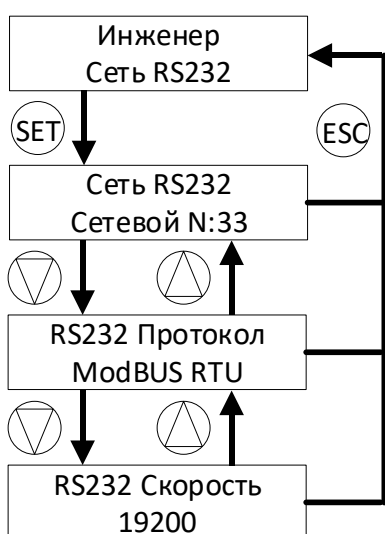 Инженер
Сеть RS232
SET
ESC
Сеть RS232
Сетевой N:33
RS232 Протокол
ModBUS RTU
RS232 Скорость
19200